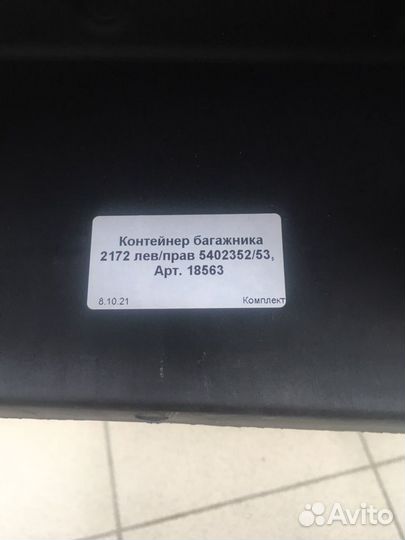 Контейнер багажника
2172 лев/прав 5402352/53,
Арт. 18563
8.10.21 Комплект
Avito